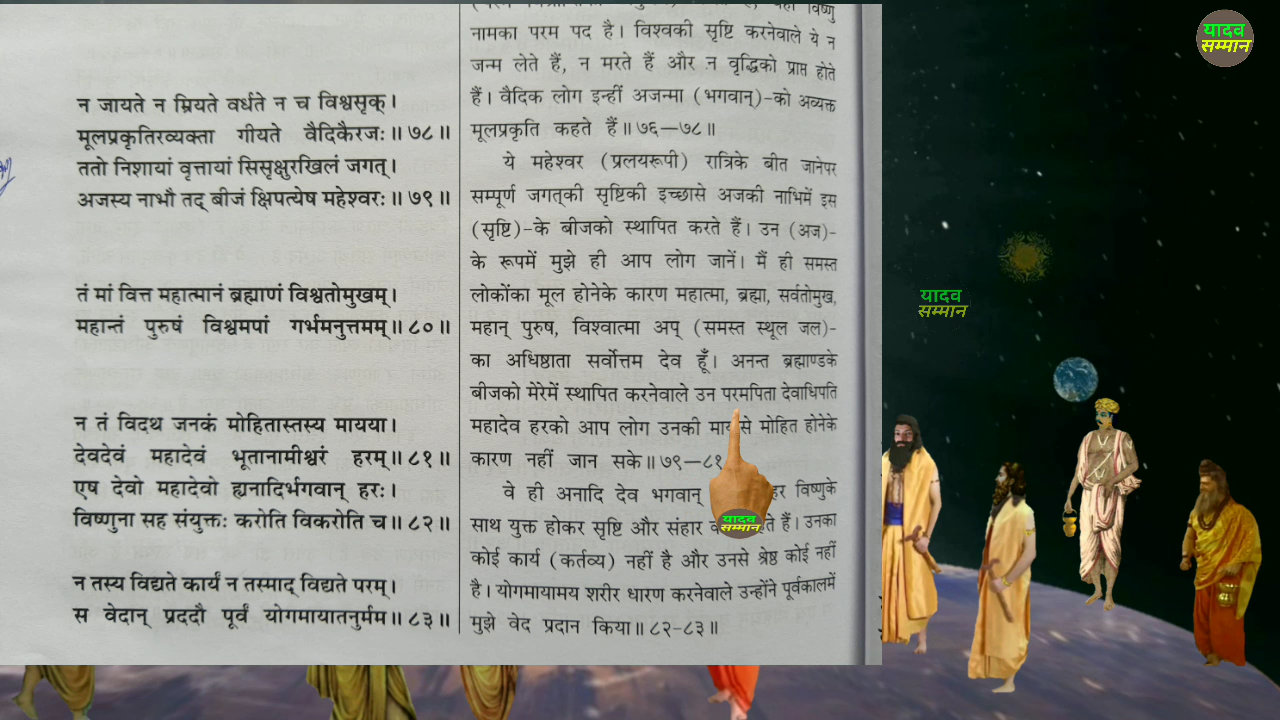 न जायते न म्रियते वर्धते न च विश्वसृक्।
मूलप्रकृतिरव्यक्ता गीयते वैदिकैरजः॥ ७८॥
ततो निशायां वृत्तायां सिसृक्षुरखिलं जगत्।
अजस्य नाभौ तद् बीजं क्षिपत्येष महेश्वरः॥ ७९॥
तं मां वित्त महात्मानं ब्रह्माणं विश्वतोमुखम्।
महान्तं पुरुषं विश्वमपां गर्भमनुत्तमम्॥ ८०॥
न तं विदथ जनकं मोहितास्तस्य मायया।
देवदेवं महादेवं भूतानामीश्वरं हरम्॥ ८१॥
एष देवो महादेवो ह्यनादिर्भगवान् हरः।
विष्णुना सह संयुक्तः करोति विकरोति च॥ ८२॥
न तस्य विद्यते कार्यं न तस्माद् विद्यते परम्।
स वेदान् प्रददौ पूर्वं योगमायातनुर्मम॥ ८३॥
विष्णु
नामका परम पद है। विश्वकी सृष्टि करनेवाले ये न
जन्म लेते हैं, न मरते हैं और न वृद्धिको प्राप्त होते
हैं। वैदिक लोग इन्हीं अजन्मा (भगवान्)-को अव्यक्त
मूलप्रकृति कहते हैं॥ ७६—७८॥
ये महेश्वर (प्रलयरूपी) रात्रिके बीत जानेपर
सम्पूर्ण जगत्‌की सृष्टिकी इच्छासे अजकी नाभिमें इस
(सृष्टि)-के बीजको स्थापित करते हैं। उन (अज)-
के रूपमें मुझे ही आप लोग जानें। मैं ही समस्त
लोकोंका मूल होनेके कारण महात्मा, ब्रह्मा, सर्वतोमुख,
महान् पुरुष, विश्वात्मा अप् (समस्त स्थूल जल)-
का अधिष्ठाता सर्वोत्तम देव हूँ। अनन्त ब्रह्माण्डके
बीजको मेरेमें स्थापित करनेवाले उन परमपिता देवाधिपति
महादेव हरको आप लोग उनकी मायासे मोहित होनेके
कारण नहीं जान सके॥ ७९—८१
वे ही अनादि देव भगवान् हर विष्णुके
साथ युक्त होकर सृष्टि और संहार हैं। उनका
कोई कार्य (कर्तव्य) नहीं है और उनसे श्रेष्ठ कोई नहीं
है। योगमायामय शरीर धारण करनेवाले उन्होंने पूर्वकालमें
मुझे वेद प्रदान किया॥ ८२-८३॥
यादव
सम्मान
यादव
सम्मान
यादव
सम्मान